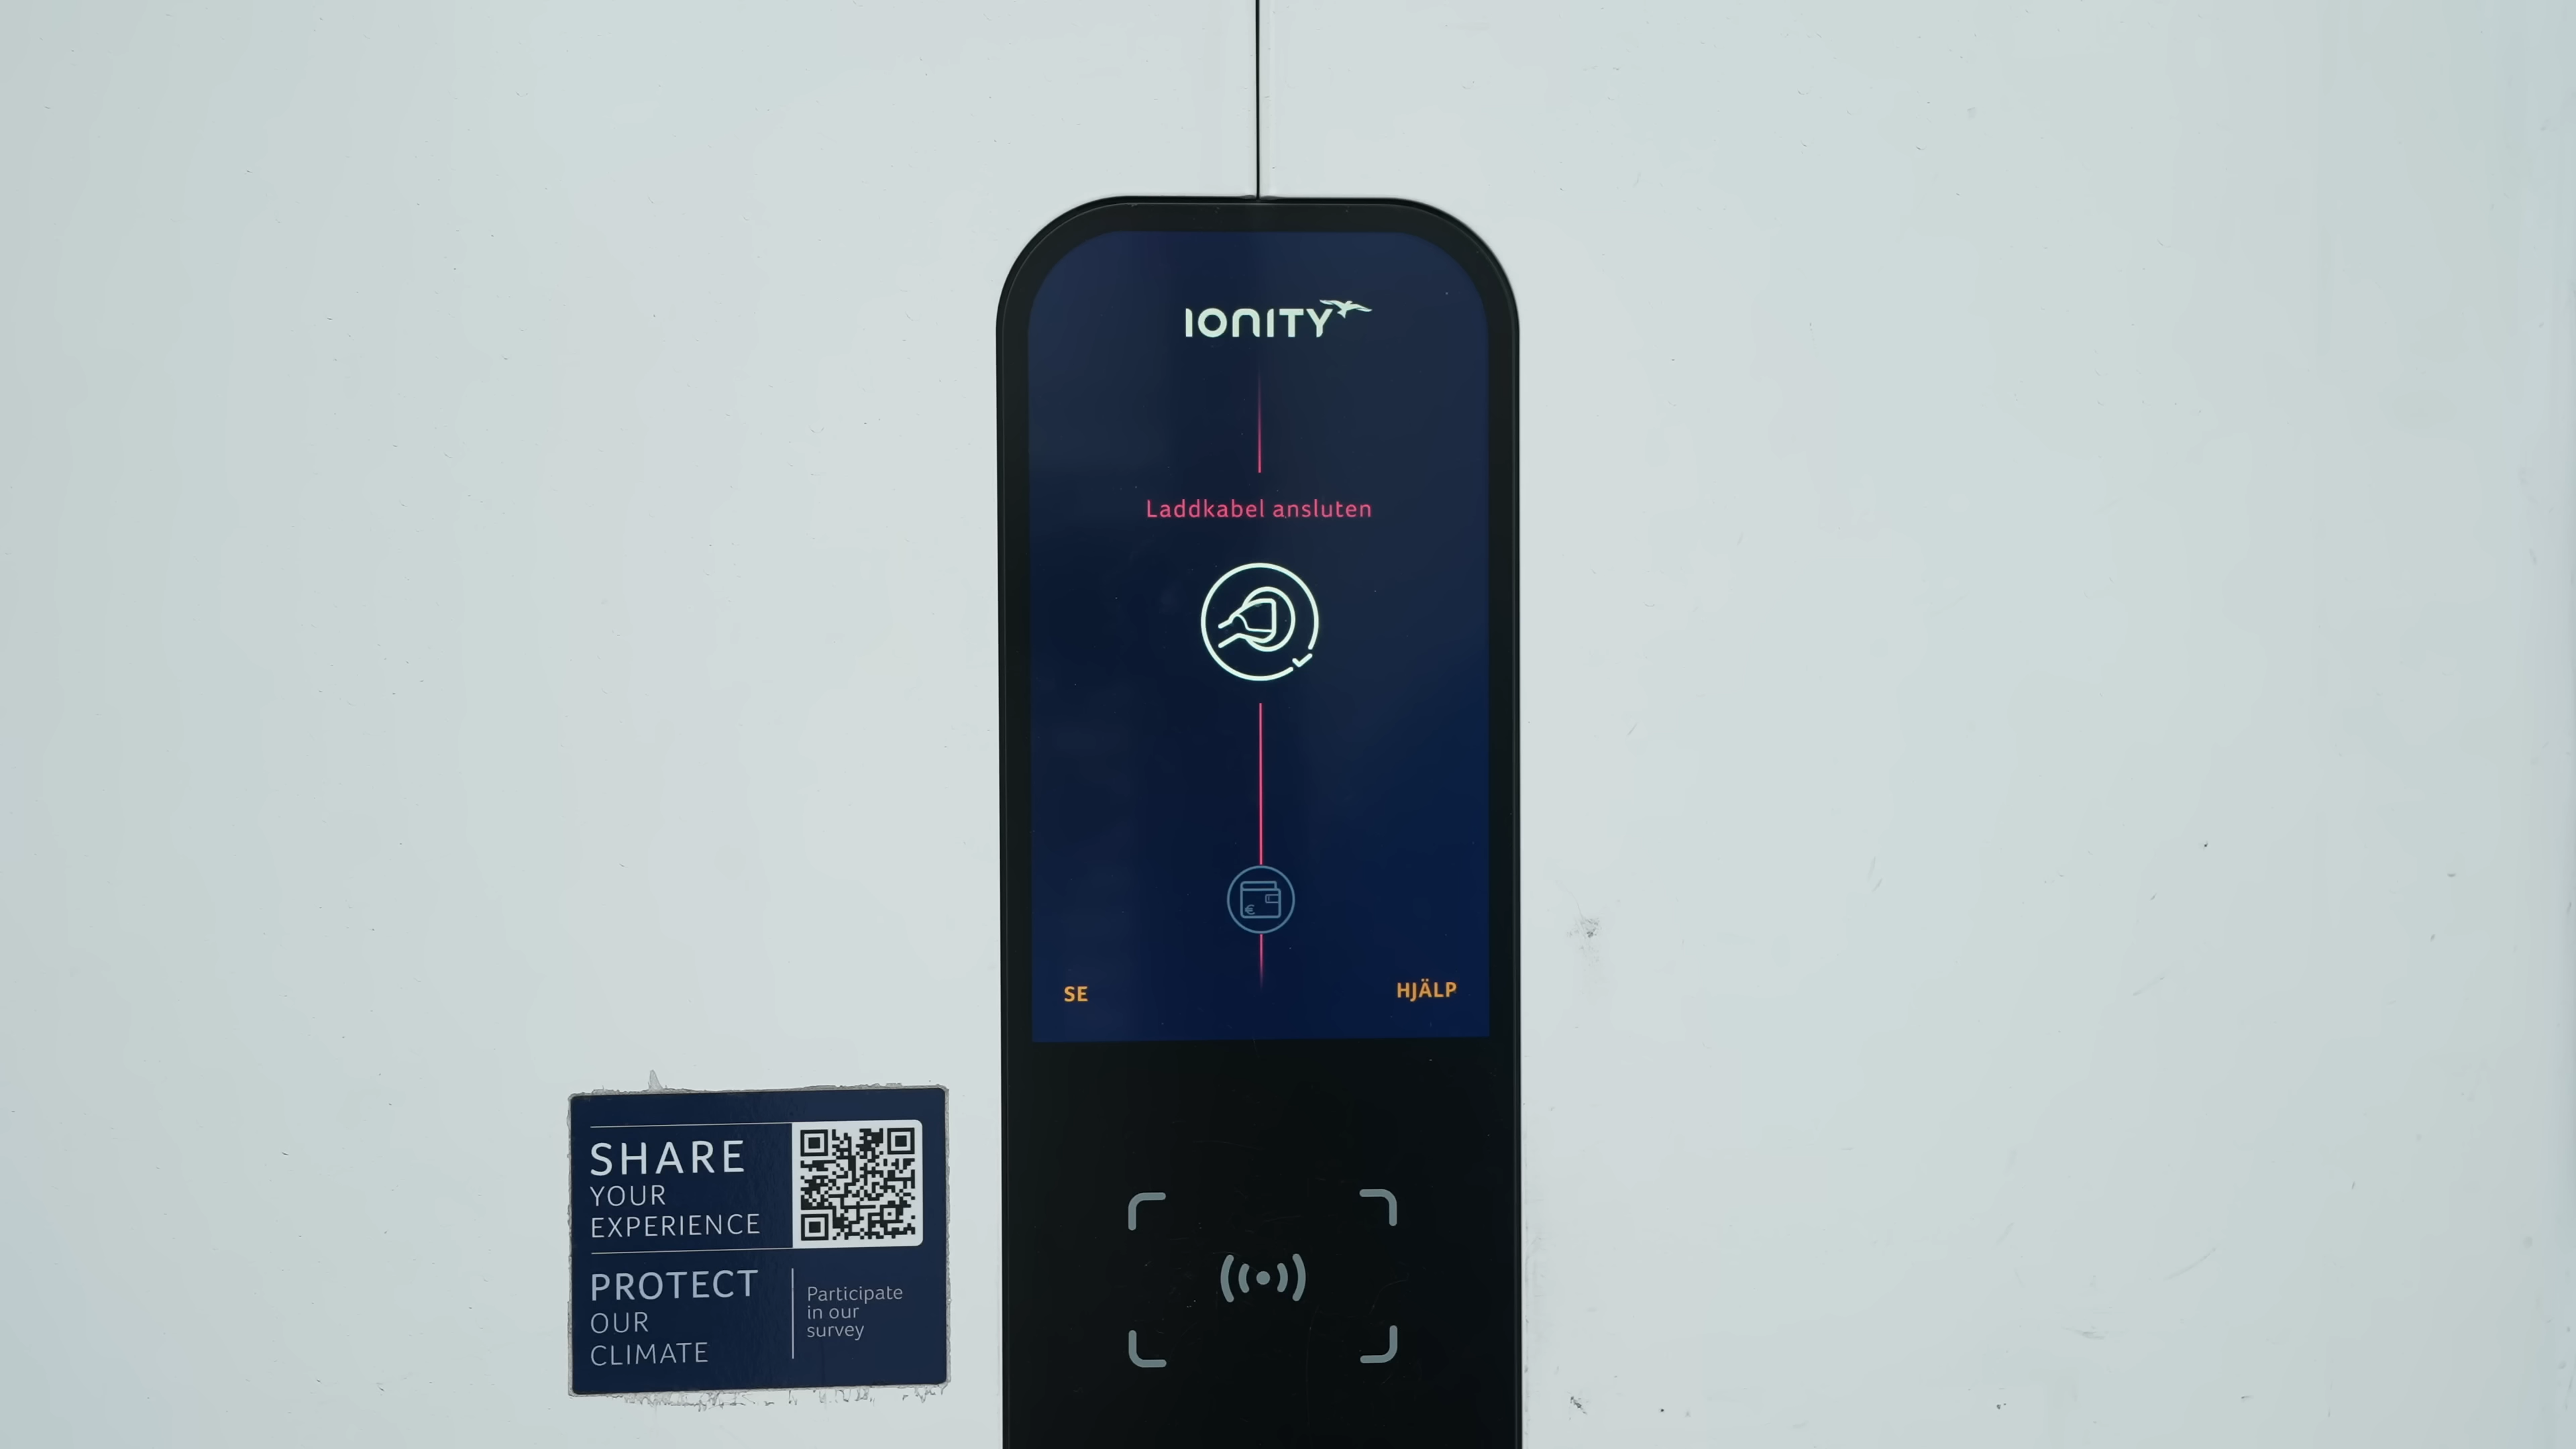 IONITY
Laddkabel ansluten
€
SE
HJÄLP
SHARE
YOUR
EXPERIENCE
PROTECT
OUR
CLIMATE
Participate
in our
survey